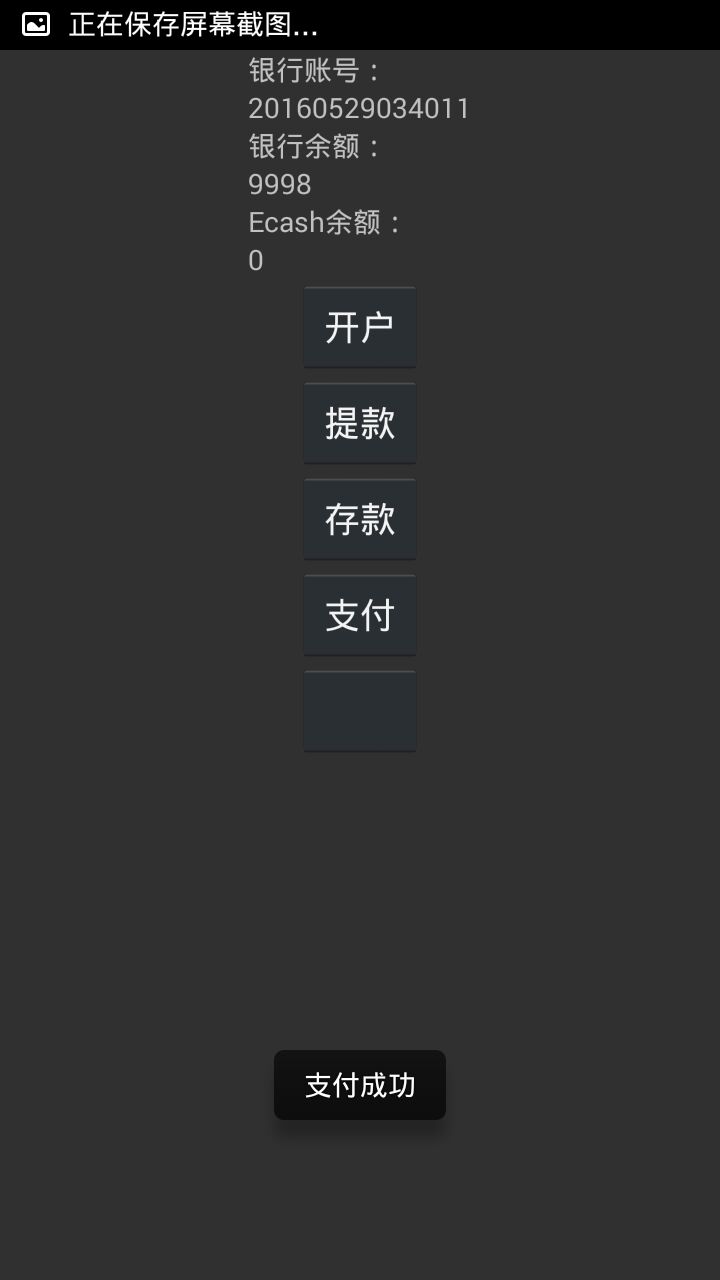 正在保存屏幕截图...
银行账号：
20160529034011
银行余额：
9998
Ecash余额：
0
开户
提款
存款
支付
支付成功